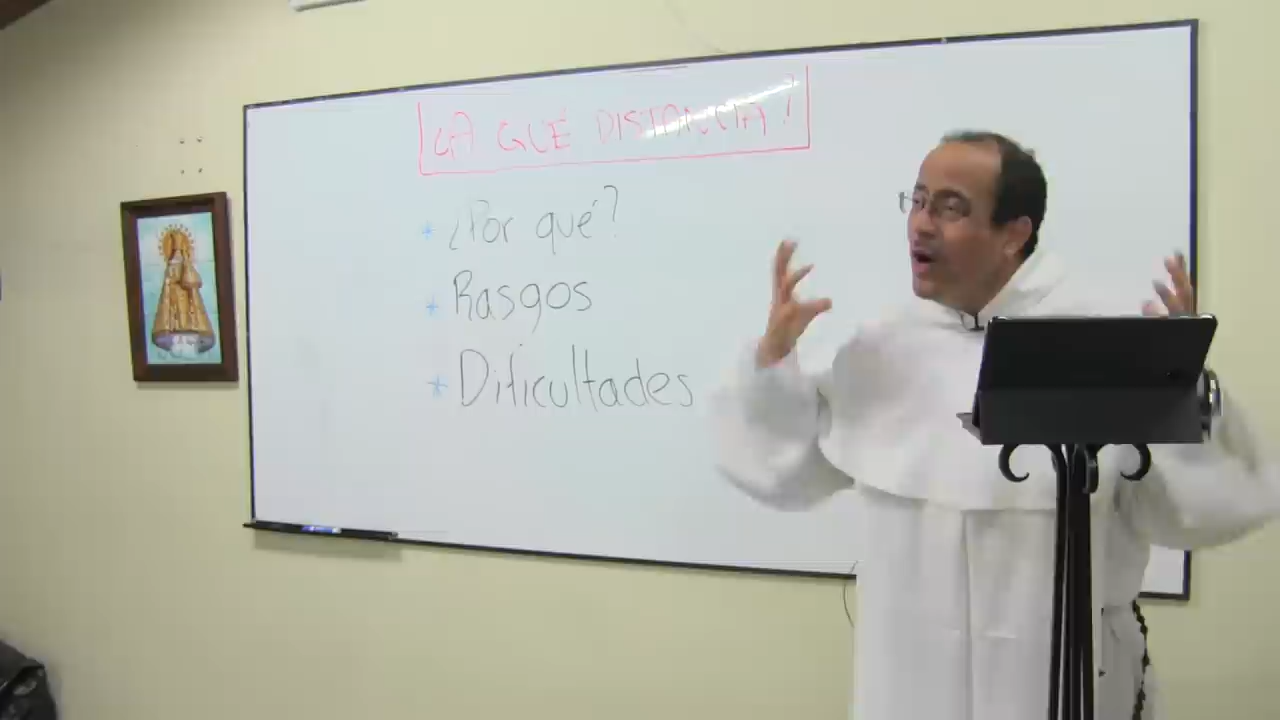 ¿A QUÉ DISTANCIA?
* ¿Por qué?
* Rasgos
* Dificultades